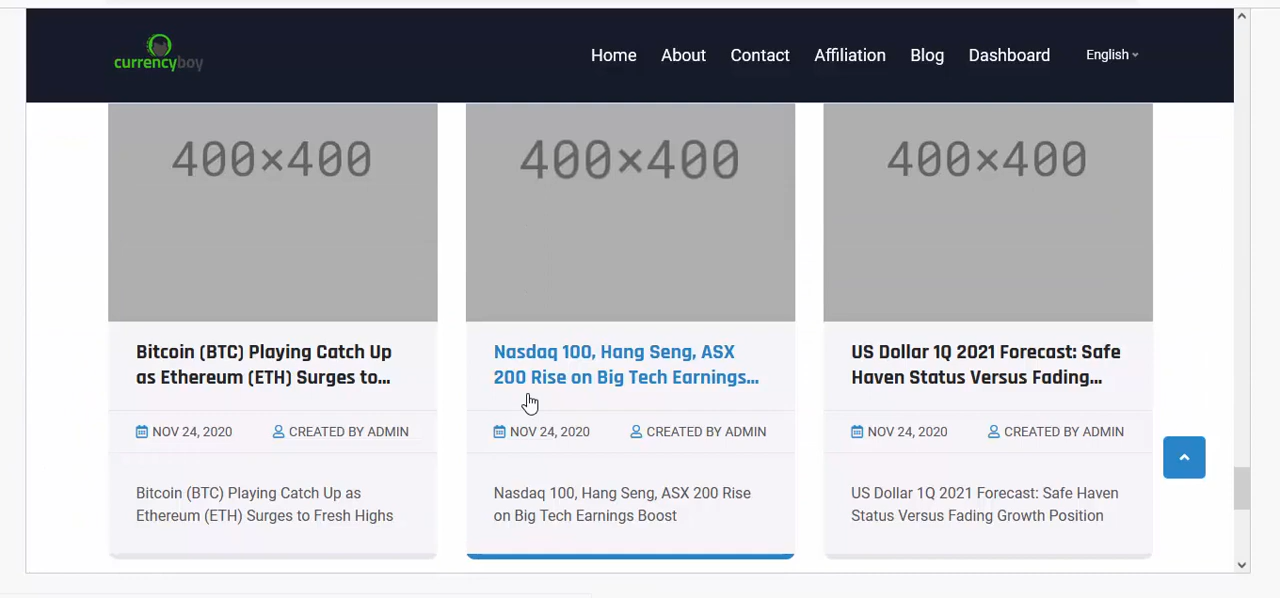 currencyboy
Home About Contact Affiliation Blog Dashboard English
400×400 400×400 400×400
Bitcoin (BTC) Playing Catch Up
as Ethereum (ETH) Surges to...
NOV 24, 2020 CREATED BY ADMIN
Bitcoin (BTC) Playing Catch Up as
Ethereum (ETH) Surges to Fresh Highs
Nasdaq 100, Hang Seng, ASX
200 Rise on Big Tech Earnings...
NOV 24, 2020 CREATED BY ADMIN
Nasdaq 100, Hang Seng, ASX 200 Rise
on Big Tech Earnings Boost
US Dollar 1Q 2021 Forecast: Safe
Haven Status Versus Fading...
NOV 24, 2020 CREATED BY ADMIN
US Dollar 1Q 2021 Forecast: Safe Haven
Status Versus Fading Growth Position